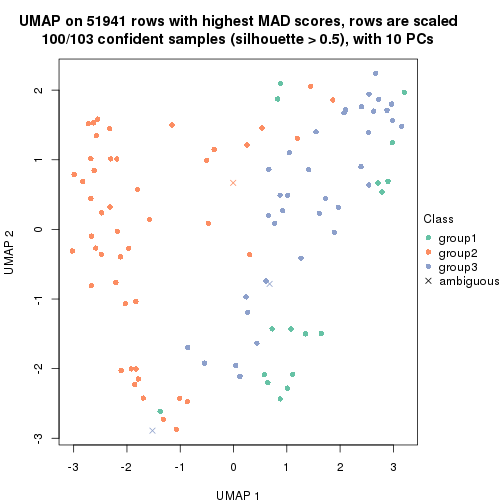 UMAP on 51941 rows with highest MAD scores, rows are scaled
100/103 confident samples (silhouette > 0.5), with 10 PCs
2
1
0
-1
-2
-3
UMAP 2
-3
-2
-1
0
1
2
3
UMAP 1
Class
group1
group2
group3
ambiguous